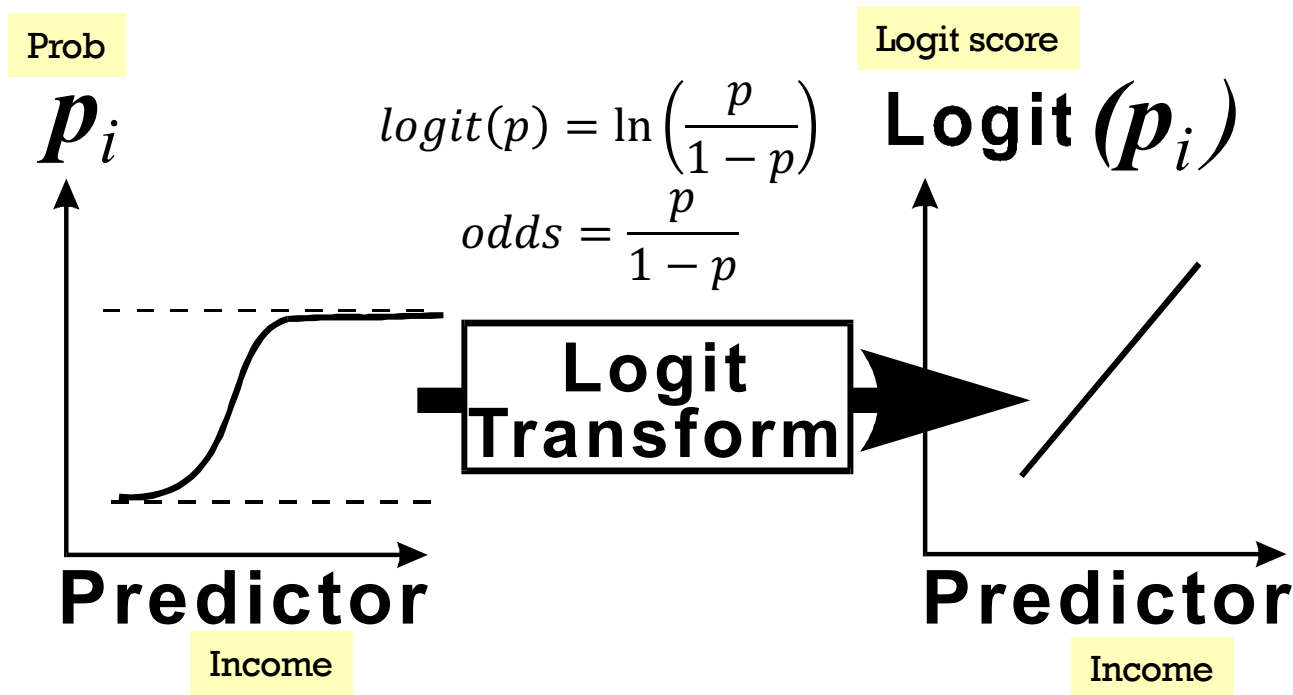 Prob
p_i
logit(p) = ln(p/(1 − p))
odds = p/(1 − p)
Logit
Transform
Predictor
Income
Logit score
Logit(p_i)
Predictor
Income